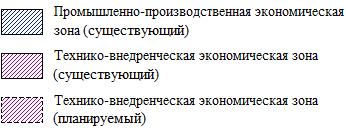 Промышленно-производственная экономическая
зона (существующий)
Технико-внедренческая экономическая зона
(существующий)
Технико-внедренческая экономическая зона
(планируемый)